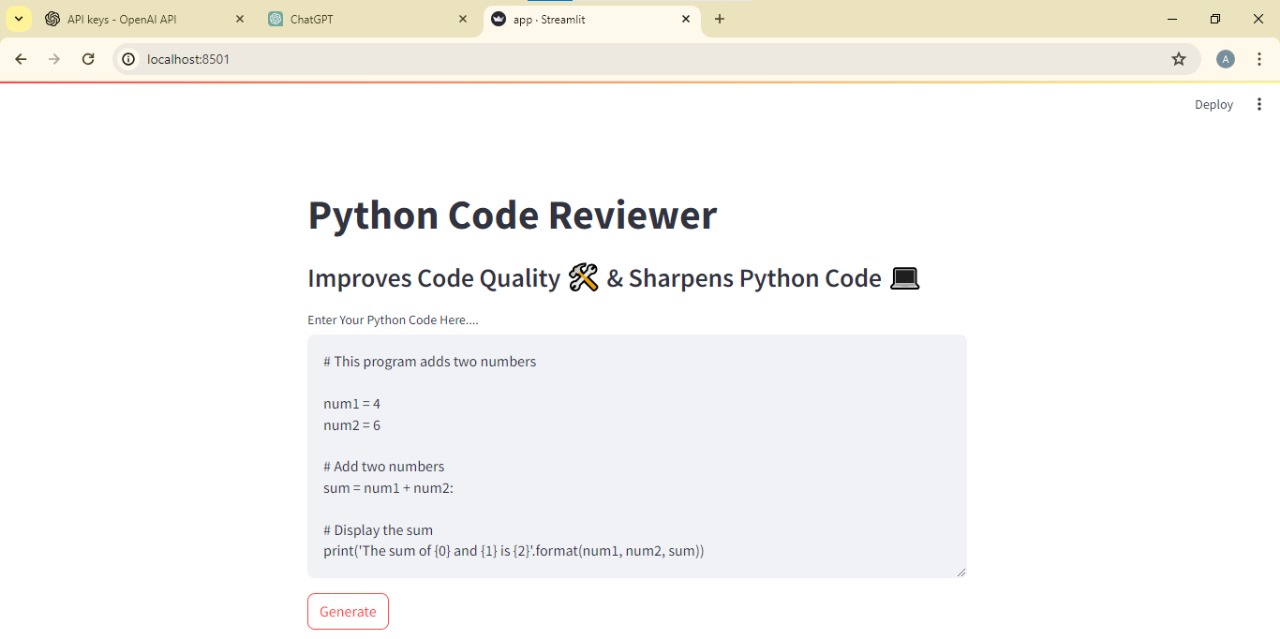 API keys - OpenAI API
ChatGPT
app · Streamlit
localhost:8501
A
Deploy
Python Code Reviewer
Improves Code Quality 🛠 & Sharpens Python Code 💻
Enter Your Python Code Here....
# This program adds two numbers
num1 = 4
num2 = 6
# Add two numbers
sum = num1 + num2:
# Display the sum
print('The sum of {0} and {1} is {2}'.format(num1, num2, sum))
Generate